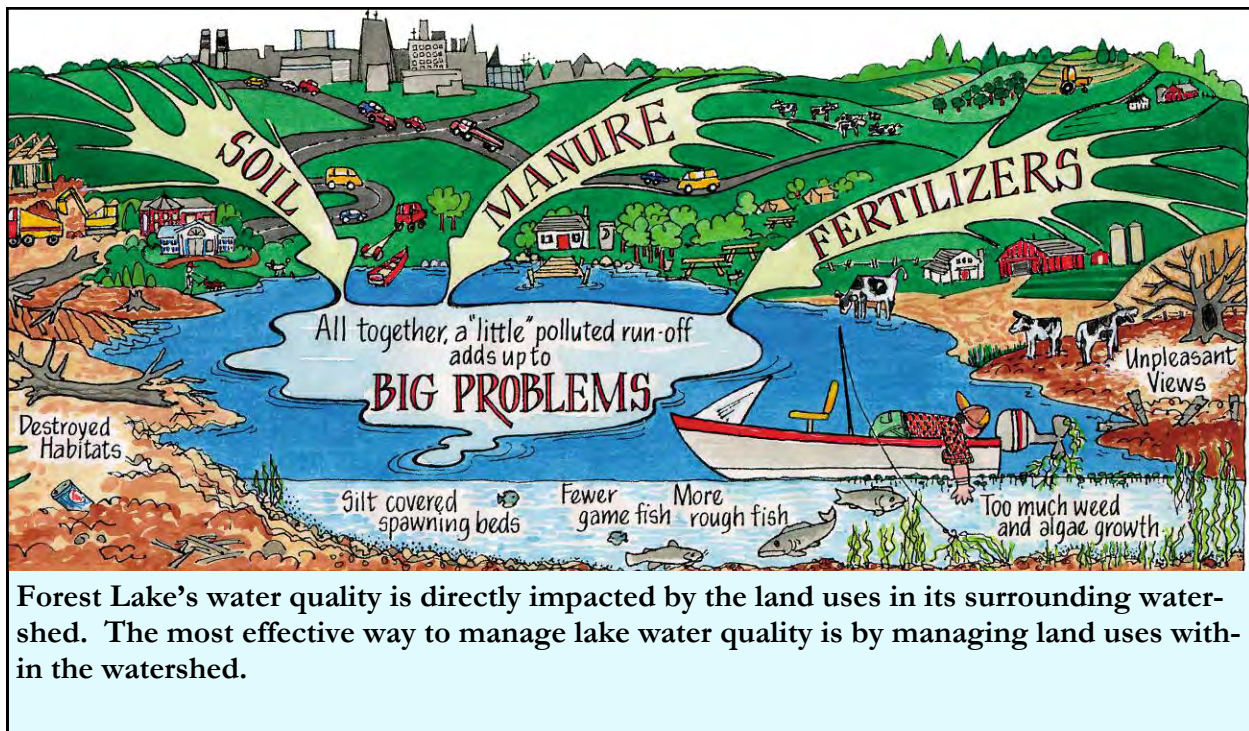 SOIL
MANURE
FERTILIZERS
All together, a "little" polluted run-off
adds up to
BIG PROBLEMS
Unpleasant
Views
Destroyed
Habitats
Silt covered
spawning beds
Fewer
game fish
More
rough fish
Too much weed
and algae growth
Forest Lake's water quality is directly impacted by the land uses in its surrounding water-
shed. The most effective way to manage lake water quality is by managing land uses with-
in the watershed.